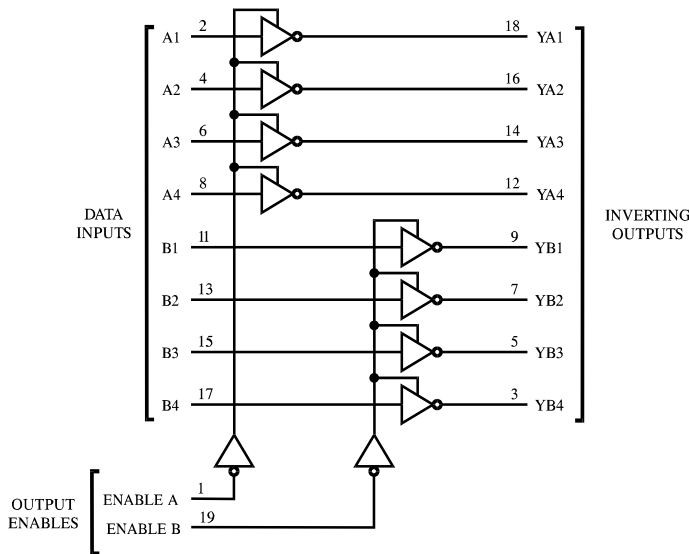 A1 2 18 YA1
A2 4 16 YA2
A3 6 14 YA3
A4 8 12 YA4
DATA
INPUTS
INVERTING
OUTPUTS
B1 11 9 YB1
B2 13 7 YB2
B3 15 5 YB3
B4 17 3 YB4
OUTPUT
ENABLES
ENABLE A 1
ENABLE B 19